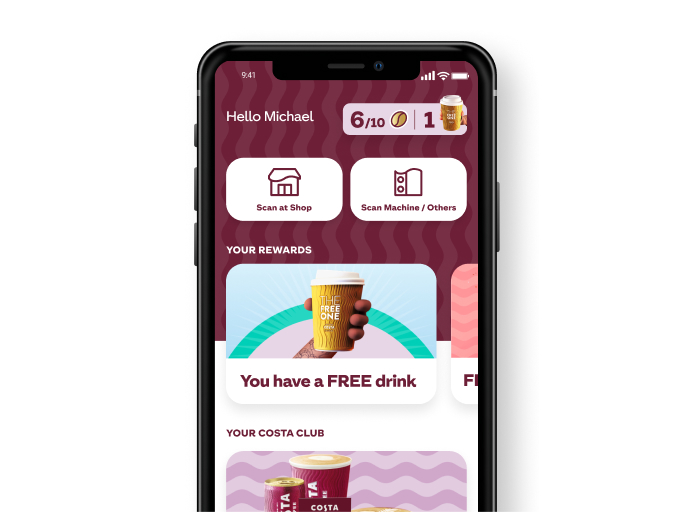 9:41
Hello Michael
6/10
1
Scan at Shop
Scan Machine / Others
YOUR REWARDS
THE
FREE
ONE
You have a FREE drink
YOUR COSTA CLUB
COSTA